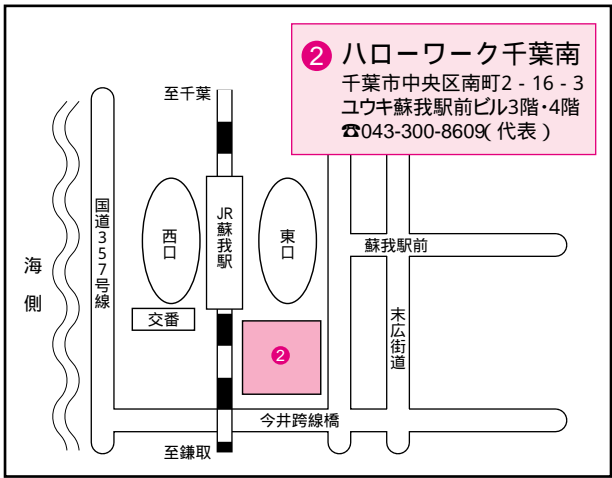 2 ハローワーク千葉南
千葉市中央区南町2 - 16 - 3
ユウキ蘇我駅前ビル3階・4階
☎043-300-8609( 代表 )
至千葉
国道357号線
海側
西口
JR蘇我駅
東口
蘇我駅前
交番
末広街道
2
今井跨線橋
至鎌取